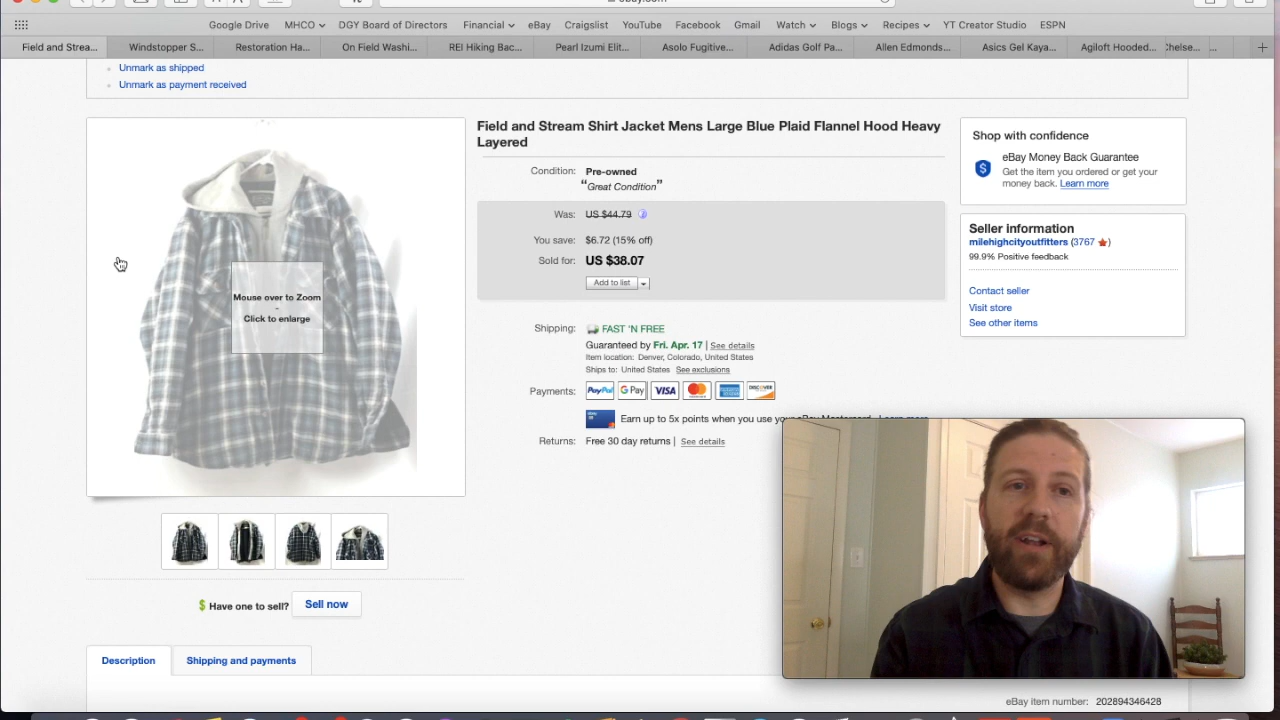 Google Drive MHCO DGY Board of Directors Financial eBay Craigslist YouTube Facebook Gmail Watch Blogs Recipes YT Creator Studio ESPN
Field and Strea... Windstopper S... Restoration Ha... On Field Washi... REI Hiking Bac... Pearl Izumi Elit... Asolo Fugitive... Adidas Golf Pa... Allen Edmonds... Asics Gel Kaya... Agiloft Hooded... Chelse... ...
Unmark as shipped
Unmark as payment received
Mouse over to Zoom
-
Click to enlarge
$ Have one to sell? Sell now
Field and Stream Shirt Jacket Mens Large Blue Plaid Flannel Hood Heavy
Layered
Condition: Pre-owned
“Great Condition”
Was: US $44.79
You save: $6.72 (15% off)
Sold for: US $38.07
Add to list
Shipping: FAST 'N FREE
Guaranteed by Fri. Apr. 17 | See details
Item location: Denver, Colorado, United States
Ships to: United States See exclusions
Payments: PayPal G Pay VISA DISCOVER
Earn up to 5x points when you use your eBay Mastercard. Learn more
Returns: Free 30 day returns | See details
Shop with confidence
eBay Money Back Guarantee
Get the item you ordered or get your
money back. Learn more
Seller information
milehighcityoutfitters (3767 ★)
99.9% Positive feedback
Contact seller
Visit store
See other items
Description Shipping and payments
eBay item number: 202894346428